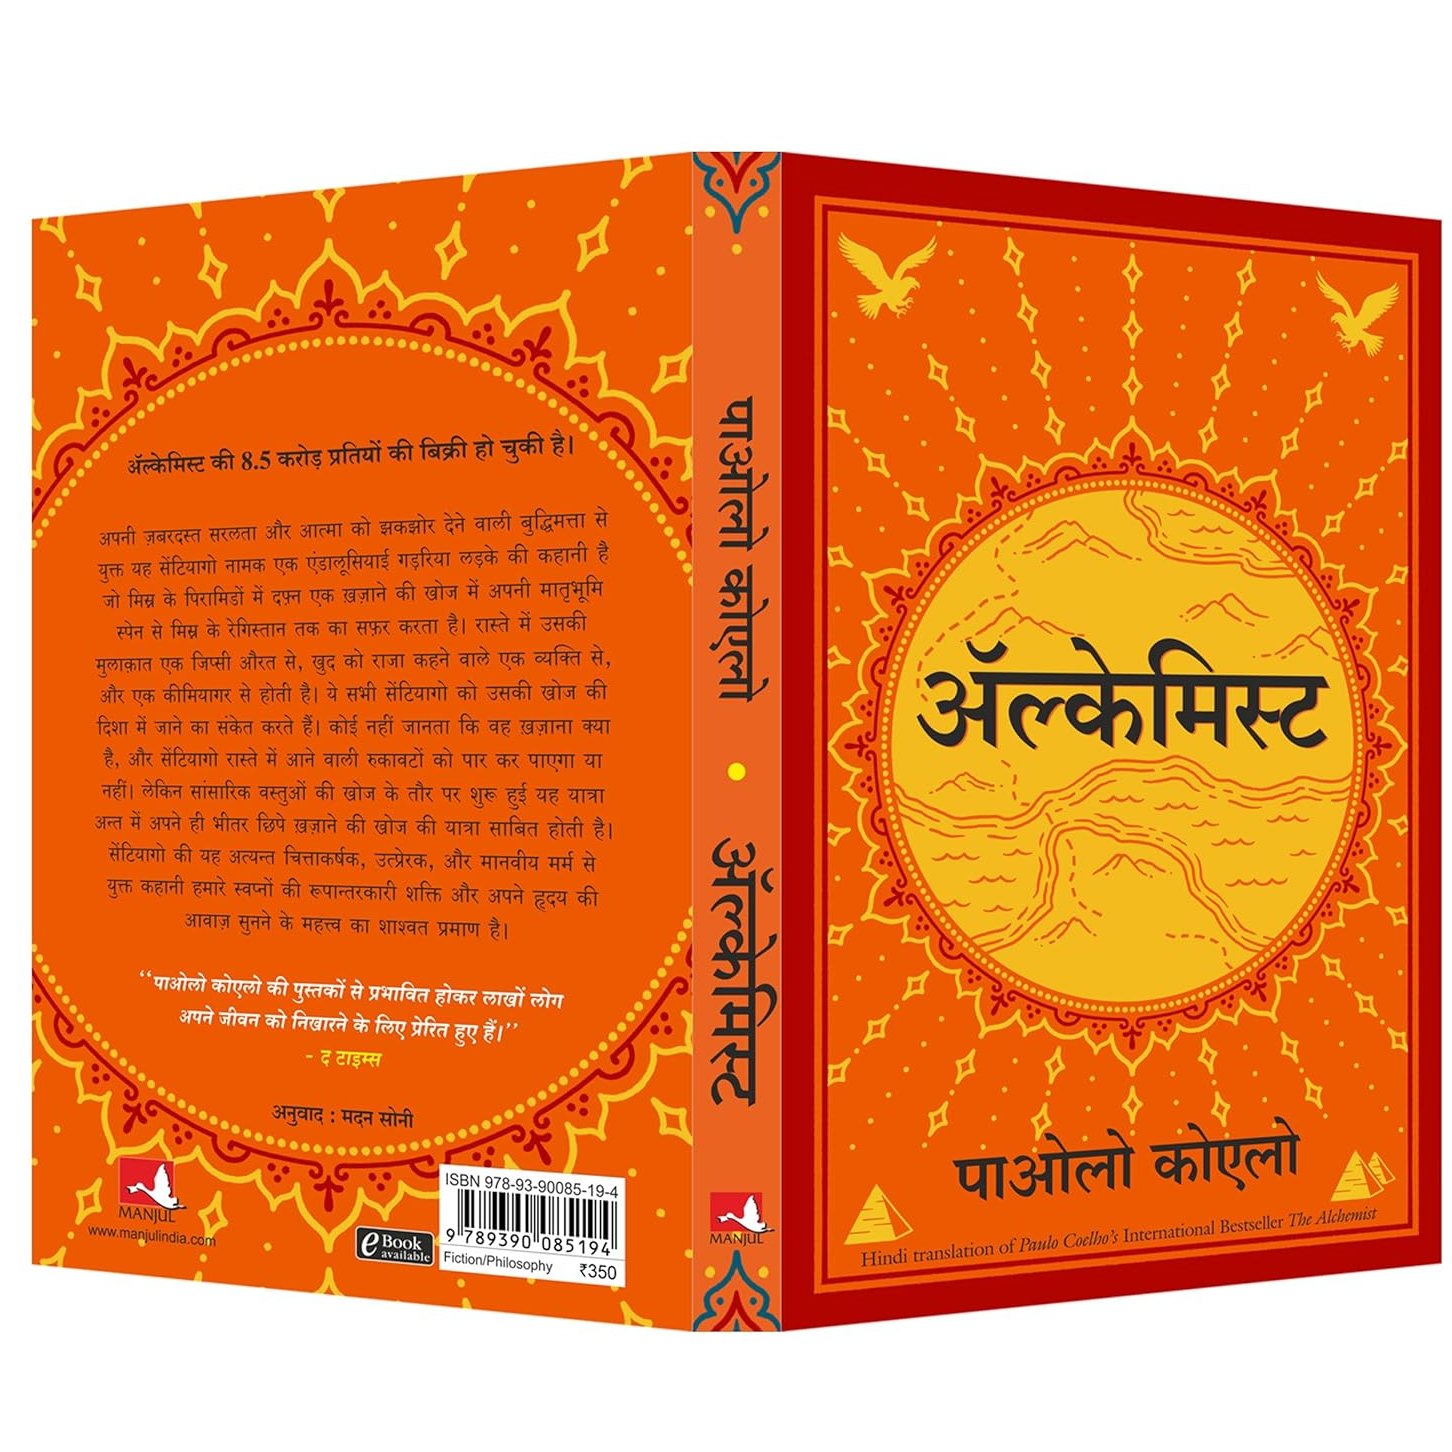 ॲल्केमिस्ट की 8.5 करोड़ प्रतियों की बिक्री हो चुकी है।
अपनी ज़बरदस्त सरलता और आत्मा को झकझोर देने वाली बुद्धिमत्ता से
युक्त यह सेंटियागो नामक एक एंडालूसियाई गड़रिया लड़के की कहानी है
जो मिस्र के पिरामिडों में दफ़्न एक ख़ज़ाने की खोज में अपनी मातृभूमि
स्पेन से मिस्र के रेगिस्तान तक का सफ़र करता है। रास्ते में उसकी
मुलाक़ात एक जिप्सी औरत से, खुद को राजा कहने वाले एक व्यक्ति से,
और एक कीमियागर से होती है। ये सभी सेंटियागो को उसकी खोज की
दिशा में जाने का संकेत करते हैं। कोई नहीं जानता कि वह ख़ज़ाना क्या
है, और सेंटियागो रास्ते में आने वाली रुकावटों को पार कर पाएगा या
नहीं। लेकिन सांसारिक वस्तुओं की खोज के तौर पर शुरू हुई यह यात्रा
अन्त में अपने ही भीतर छिपे ख़ज़ाने की खोज की यात्रा साबित होती है।
सेंटियागो की यह अत्यन्त चित्ताकर्षक, उत्प्रेरक, और मानवीय मर्म से
युक्त कहानी हमारे स्वप्नों की रूपान्तरकारी शक्ति और अपने हृदय की
आवाज़ सुनने के महत्त्व का शाश्वत प्रमाण है।
“पाओलो कोएलो की पुस्तकों से प्रभावित होकर लाखों लोग
अपने जीवन को निखारने के लिए प्रेरित हुए हैं।”
- द टाइम्स
अनुवाद : मदन सोनी
MANJUL
www.manjulindia.com
eBook
available
ISBN 978-93-90085-19-4
9 789390 085194
Fiction/Philosophy ₹350
पाओलो कोएलो • ॲल्केमिस्ट
MANJUL
ॲल्केमिस्ट
पाओलो कोएलो
Hindi translation of Paulo Coelho's International Bestseller The Alchemist